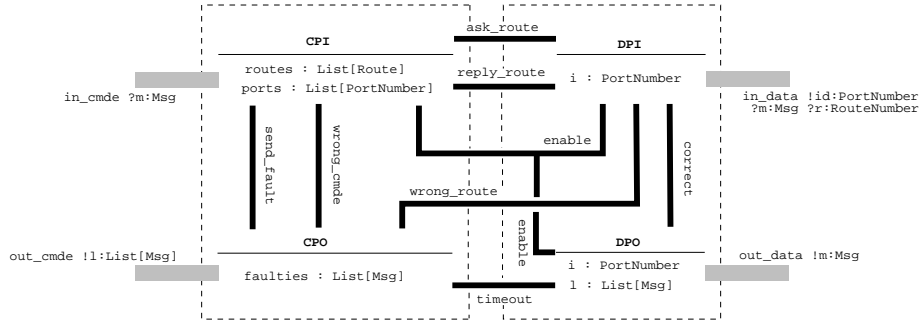 ask_route
CPI
DPI
routes : List[Route]
ports : List[PortNumber]
reply_route
i : PortNumber
in_cmde ?m:Msg
in_data !id:PortNumber
?m:Msg ?r:RouteNumber
send_fault
wrong_cmde
enable
correct
wrong_route
enable
CPO
DPO
out_cmde !l:List[Msg]
faulties : List[Msg]
i : PortNumber
l : List[Msg]
out_data !m:Msg
timeout